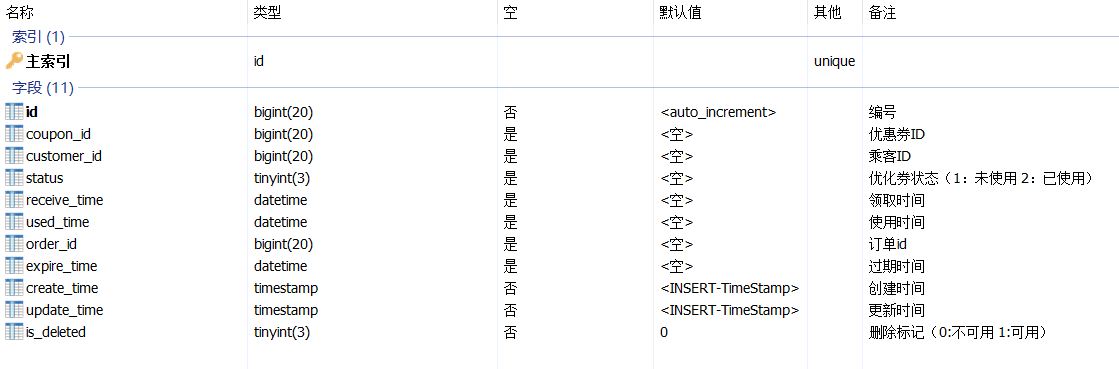 名称 类型 空 默认值 其他 备注
索引 (1)
主索引 id unique
字段 (11)
id bigint(20) 否 <auto_increment> 编号
coupon_id bigint(20) 是 <空> 优惠券ID
customer_id bigint(20) 是 <空> 乘客ID
status tinyint(3) 是 <空> 优化券状态（1：未使用 2：已使用）
receive_time datetime 是 <空> 领取时间
used_time datetime 是 <空> 使用时间
order_id bigint(20) 是 <空> 订单id
expire_time datetime 是 <空> 过期时间
create_time timestamp 否 <INSERT-TimeStamp> 创建时间
update_time timestamp 否 <INSERT-TimeStamp> 更新时间
is_deleted tinyint(3) 否 0 删除标记（0:不可用 1:可用）